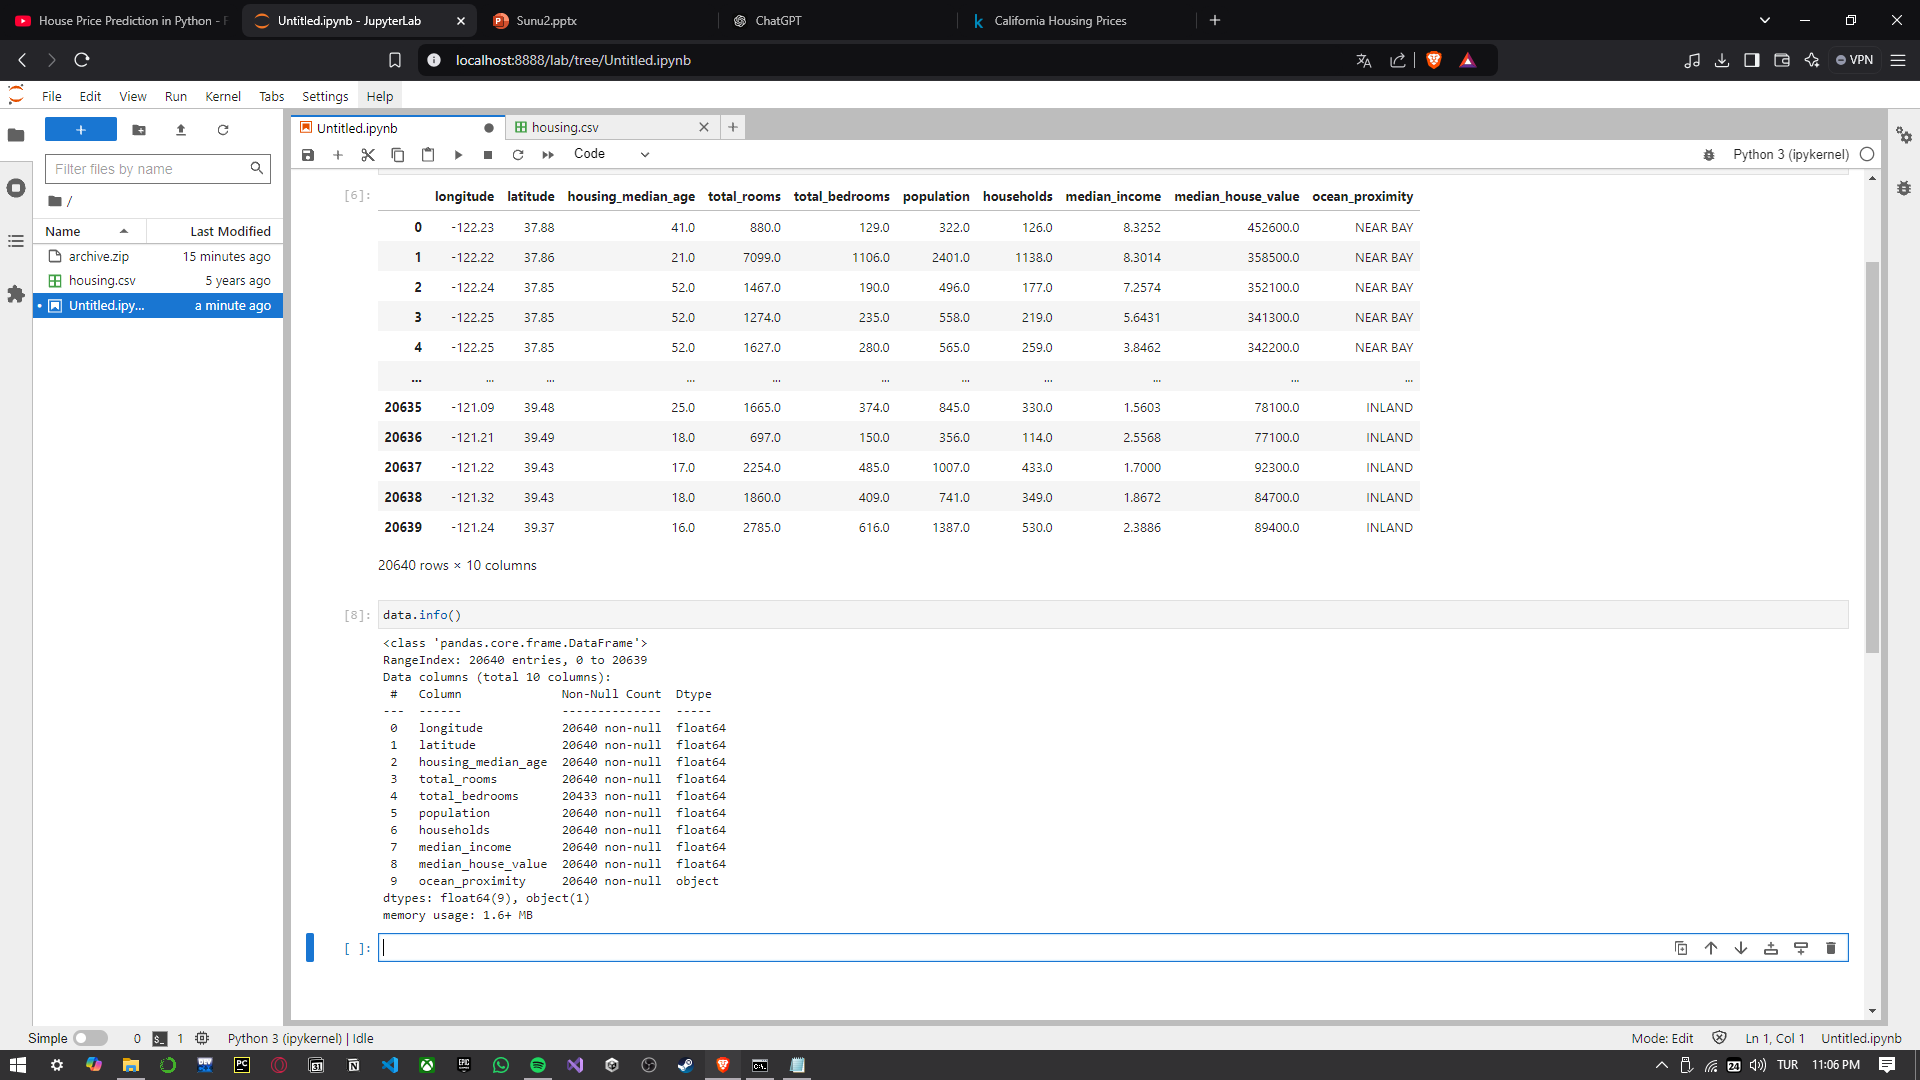 House Price Prediction in Python - F
Untitled.ipynb - JupyterLab
Sunu2.pptx
ChatGPT
California Housing Prices
localhost:8888/lab/tree/Untitled.ipynb
VPN
File Edit View Run Kernel Tabs Settings Help
Untitled.ipynb
housing.csv
Filter files by name
Code
Python 3 (ipykernel)
/
Name Last Modified
archive.zip 15 minutes ago
housing.csv 5 years ago
Untitled.ipy... a minute ago
[6]:
longitude latitude housing_median_age total_rooms total_bedrooms population households median_income median_house_value ocean_proximity
0 -122.23 37.88 41.0 880.0 129.0 322.0 126.0 8.3252 452600.0 NEAR BAY
1 -122.22 37.86 21.0 7099.0 1106.0 2401.0 1138.0 8.3014 358500.0 NEAR BAY
2 -122.24 37.85 52.0 1467.0 190.0 496.0 177.0 7.2574 352100.0 NEAR BAY
3 -122.25 37.85 52.0 1274.0 235.0 558.0 219.0 5.6431 341300.0 NEAR BAY
4 -122.25 37.85 52.0 1627.0 280.0 565.0 259.0 3.8462 342200.0 NEAR BAY
... ... ... ... ... ... ... ... ... ... ...
20635 -121.09 39.48 25.0 1665.0 374.0 845.0 330.0 1.5603 78100.0 INLAND
20636 -121.21 39.49 18.0 697.0 150.0 356.0 114.0 2.5568 77100.0 INLAND
20637 -121.22 39.43 17.0 2254.0 485.0 1007.0 433.0 1.7000 92300.0 INLAND
20638 -121.32 39.43 18.0 1860.0 409.0 741.0 349.0 1.8672 84700.0 INLAND
20639 -121.24 39.37 16.0 2785.0 616.0 1387.0 530.0 2.3886 89400.0 INLAND
20640 rows × 10 columns
[8]: data.info()
<class 'pandas.core.frame.DataFrame'>
RangeIndex: 20640 entries, 0 to 20639
Data columns (total 10 columns):
# Column Non-Null Count Dtype
--- ------ -------------- -----
0 longitude 20640 non-null float64
1 latitude 20640 non-null float64
2 housing_median_age 20640 non-null float64
3 total_rooms 20640 non-null float64
4 total_bedrooms 20433 non-null float64
5 population 20640 non-null float64
6 households 20640 non-null float64
7 median_income 20640 non-null float64
8 median_house_value 20640 non-null float64
9 ocean_proximity 20640 non-null object
dtypes: float64(9), object(1)
memory usage: 1.6+ MB
[ ]:
Simple 0 1 Python 3 (ipykernel) | Idle Mode: Edit Ln 1, Col 1 Untitled.ipynb
TUR 11:06 PM